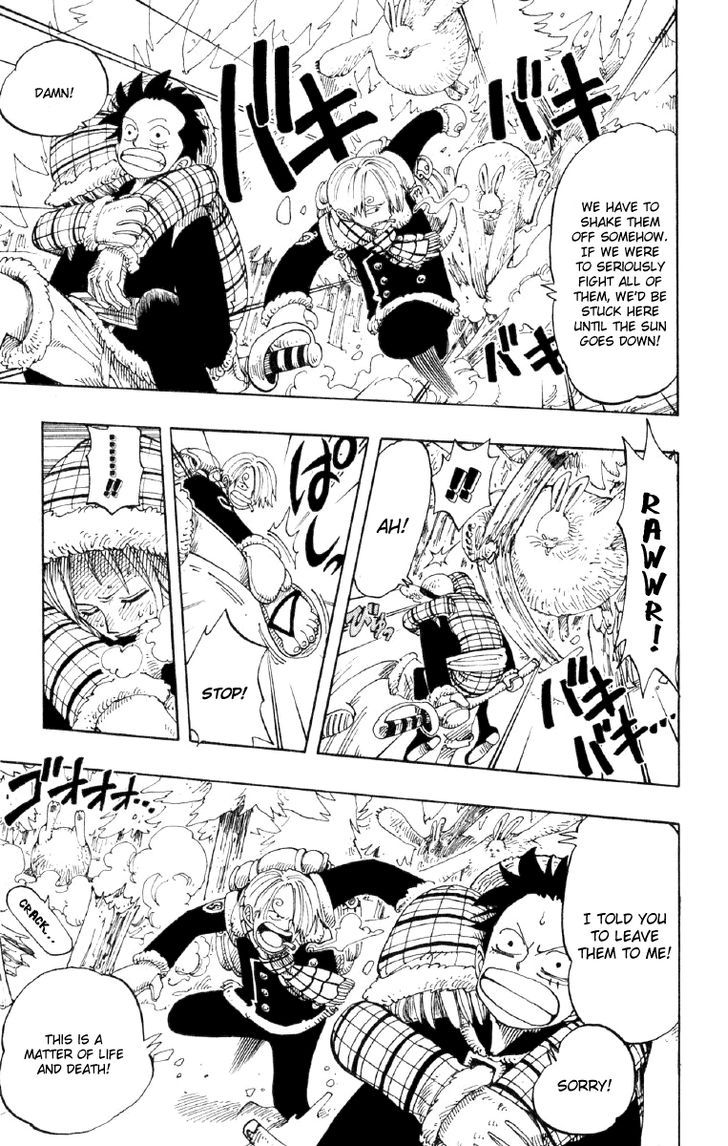 WE HAVE TO
SHAKE THEM
OFF SOMEHOW.
IF WE WERE
TO SERIOUSLY
FIGHT ALL OF
THEM, WE'D BE
STUCK HERE
UNTIL THE SUN
GOES DOWN!
バキ
バキ
バキ
DAMN!
RAWWR!
!!
AH!
バキ
バキ...
ぱしっ
STOP!
......!!
I TOLD YOU
TO LEAVE
THEM TO ME!
SORRY!
ゴオオオ...
CRACK...
THIS IS A
MATTER OF LIFE
AND DEATH!